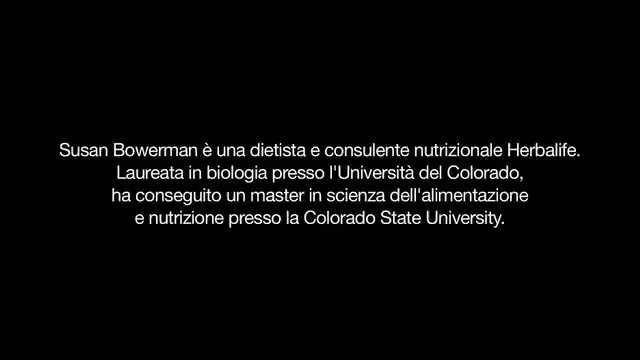 Susan Bowerman è una dietista e consulente nutrizionale Herbalife.
Laureata in biologia presso l'Università del Colorado,
ha conseguito un master in scienza dell'alimentazione
e nutrizione presso la Colorado State University.